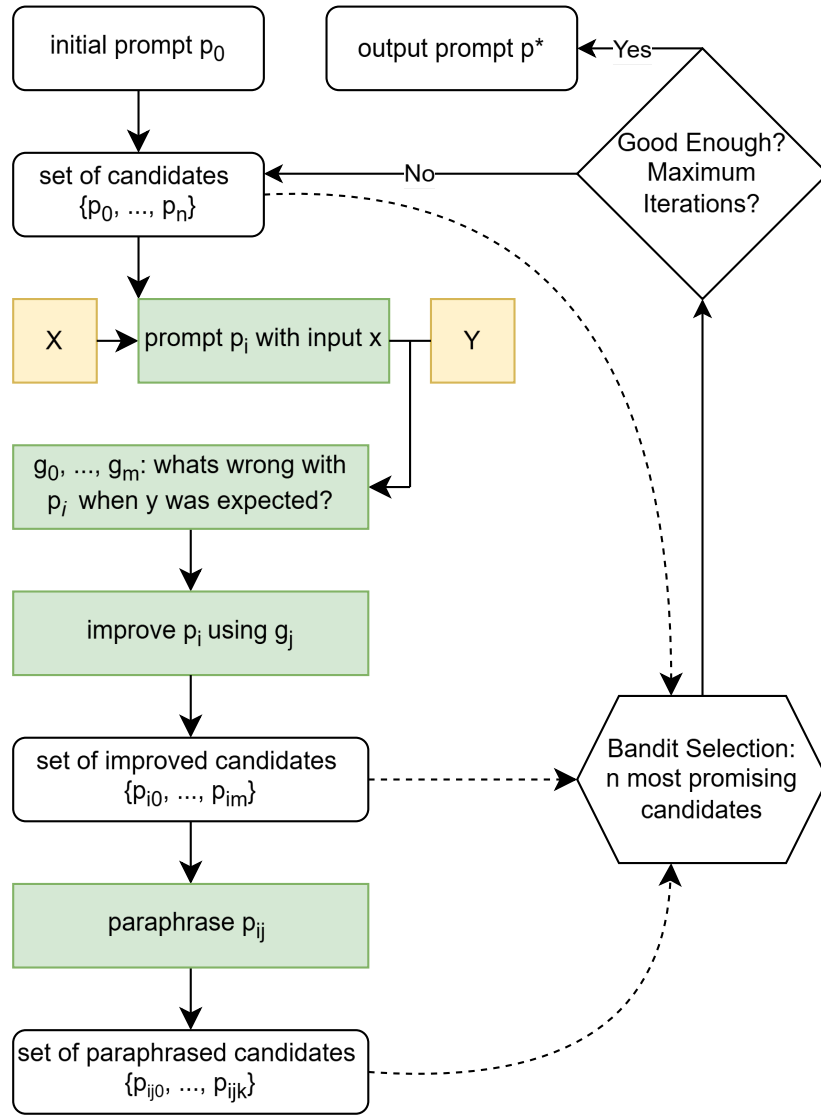 initial prompt p₀
output prompt p*
Yes
Good Enough?
Maximum
Iterations?
No
set of candidates
{p₀, ..., pₙ}
X
prompt pᵢ with input x
Y
g₀, ..., gₘ: whats wrong with
pᵢ when y was expected?
improve pᵢ using gⱼ
set of improved candidates
{pᵢ₀, ..., pᵢₘ}
Bandit Selection:
n most promising
candidates
paraphrase pᵢⱼ
set of paraphrased candidates
{pᵢⱼ₀, ..., pᵢⱼₖ}